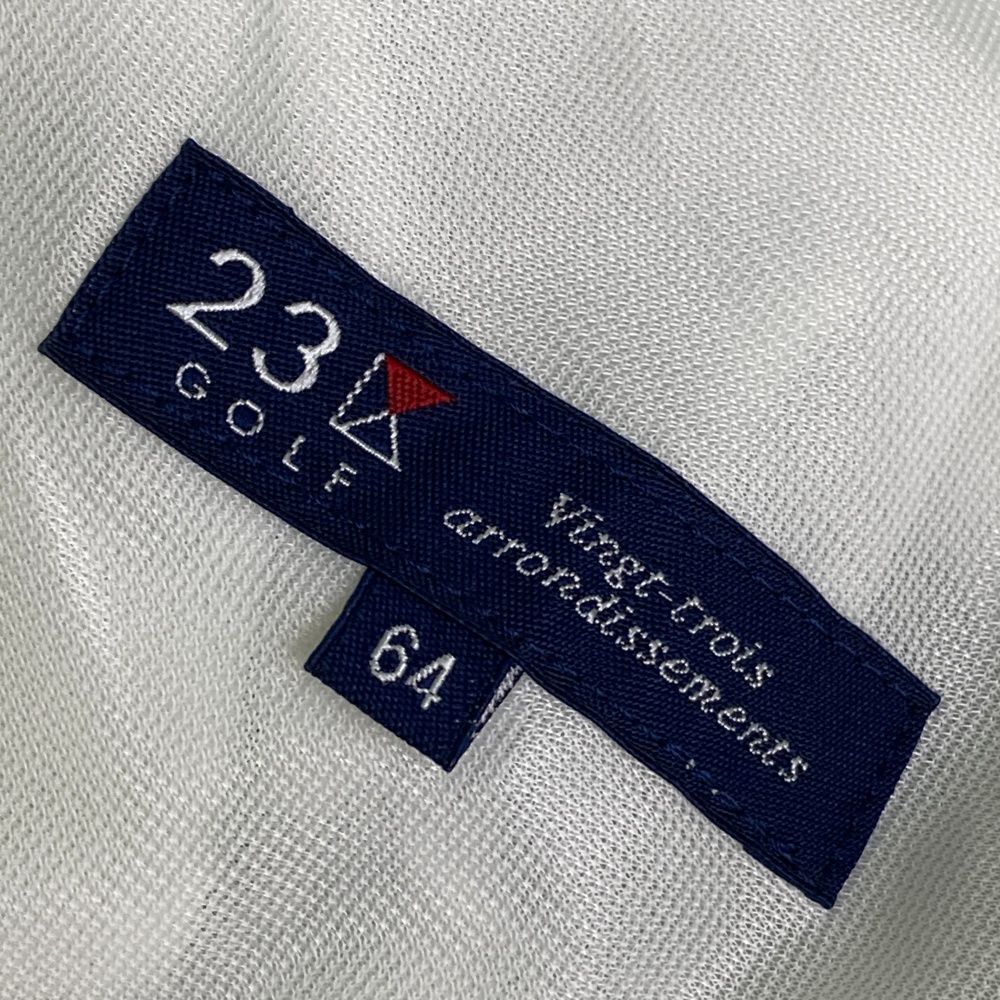 23
GOLF
Vingt-trois
arrondissements
64